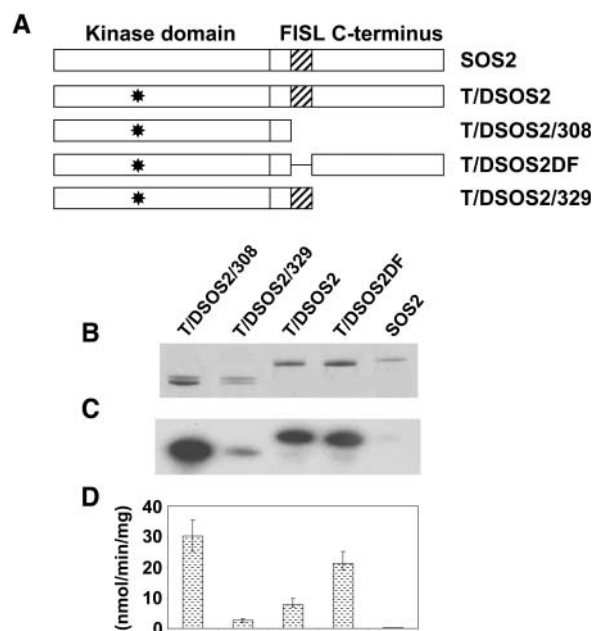 A
Kinase domain FISL C-terminus
SOS2
T/DSOS2
T/DSOS2/308
T/DSOS2DF
T/DSOS2/329
T/DSOS2/308 T/DSOS2/329 T/DSOS2 T/DSOS2DF SOS2
B
C
D
(nmol/min/mg)
40
30
20
10
0